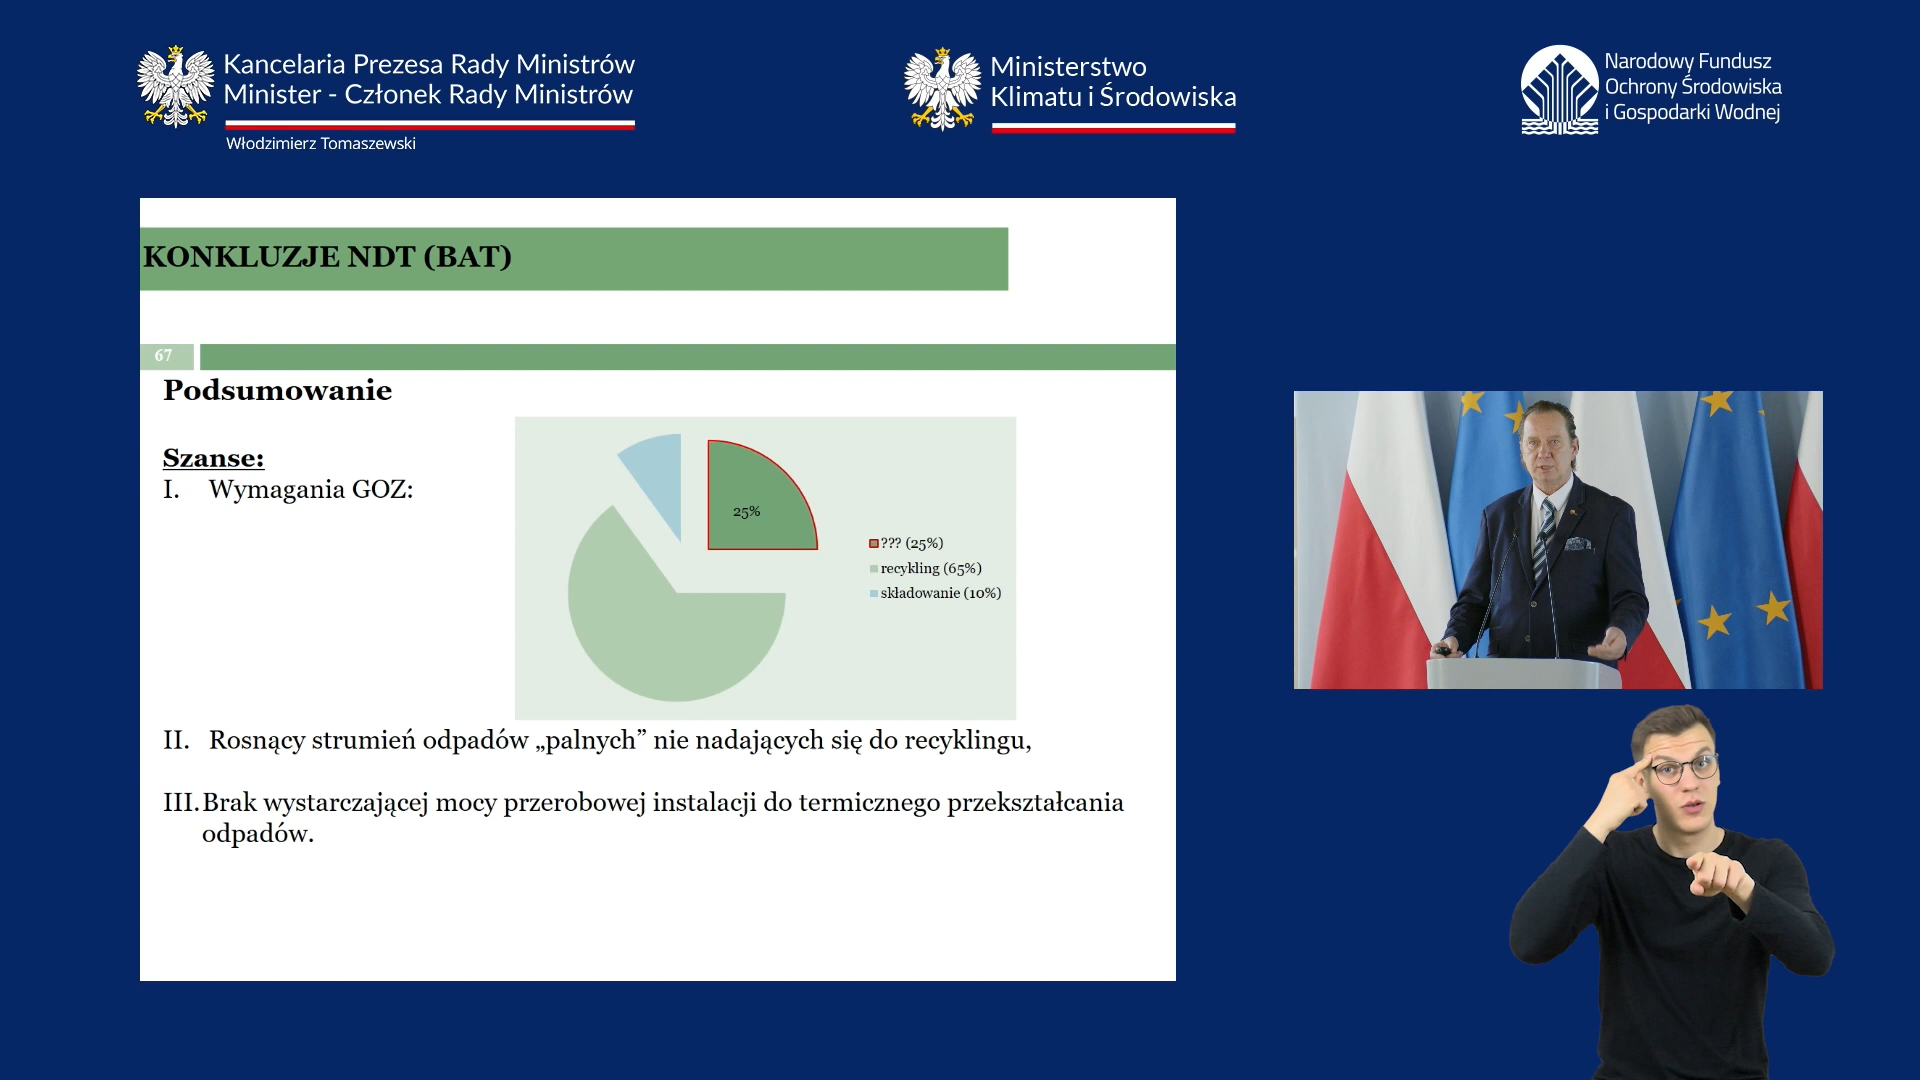 Kancelaria Prezesa Rady Ministrów
Minister - Członek Rady Ministrów
Włodzimierz Tomaszewski
Ministerstwo
Klimatu i Środowiska
Narodowy Fundusz
Ochrony Środowiska
i Gospodarki Wodnej
KONKLUZJE NDT (BAT)
67
Podsumowanie
Szanse:
I. Wymagania GOZ:
25%
??? (25%)
recykling (65%)
składowanie (10%)
II. Rosnący strumień odpadów „palnych” nie nadających się do recyklingu,
III. Brak wystarczającej mocy przerobowej instalacji do termicznego przekształcania
odpadów.